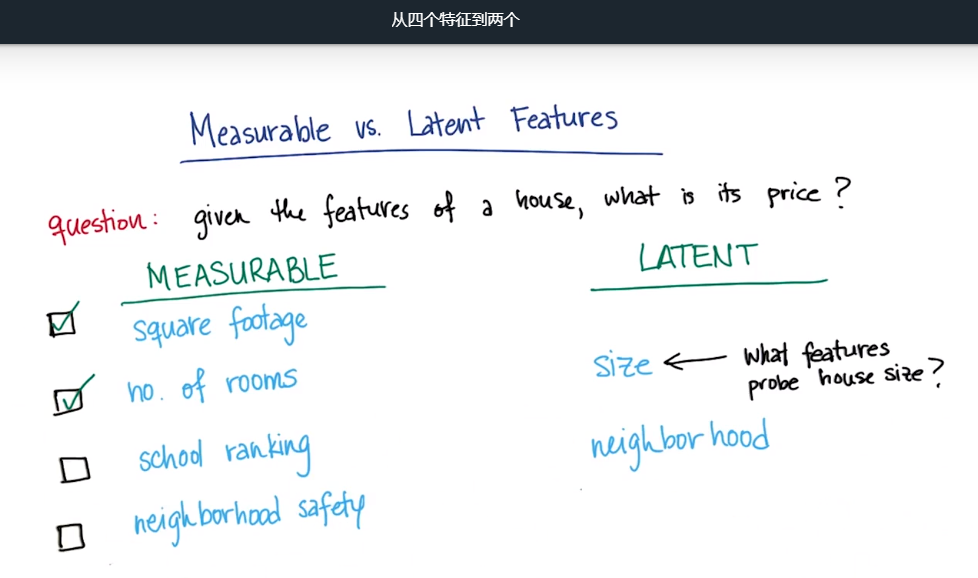 从四个特征到两个
Measurable vs. Latent Features
question: given the features of a house, what is its price?
MEASURABLE
square footage
no. of rooms
school ranking
neighborhood safety
LATENT
size ← what features
probe house size?
neighborhood